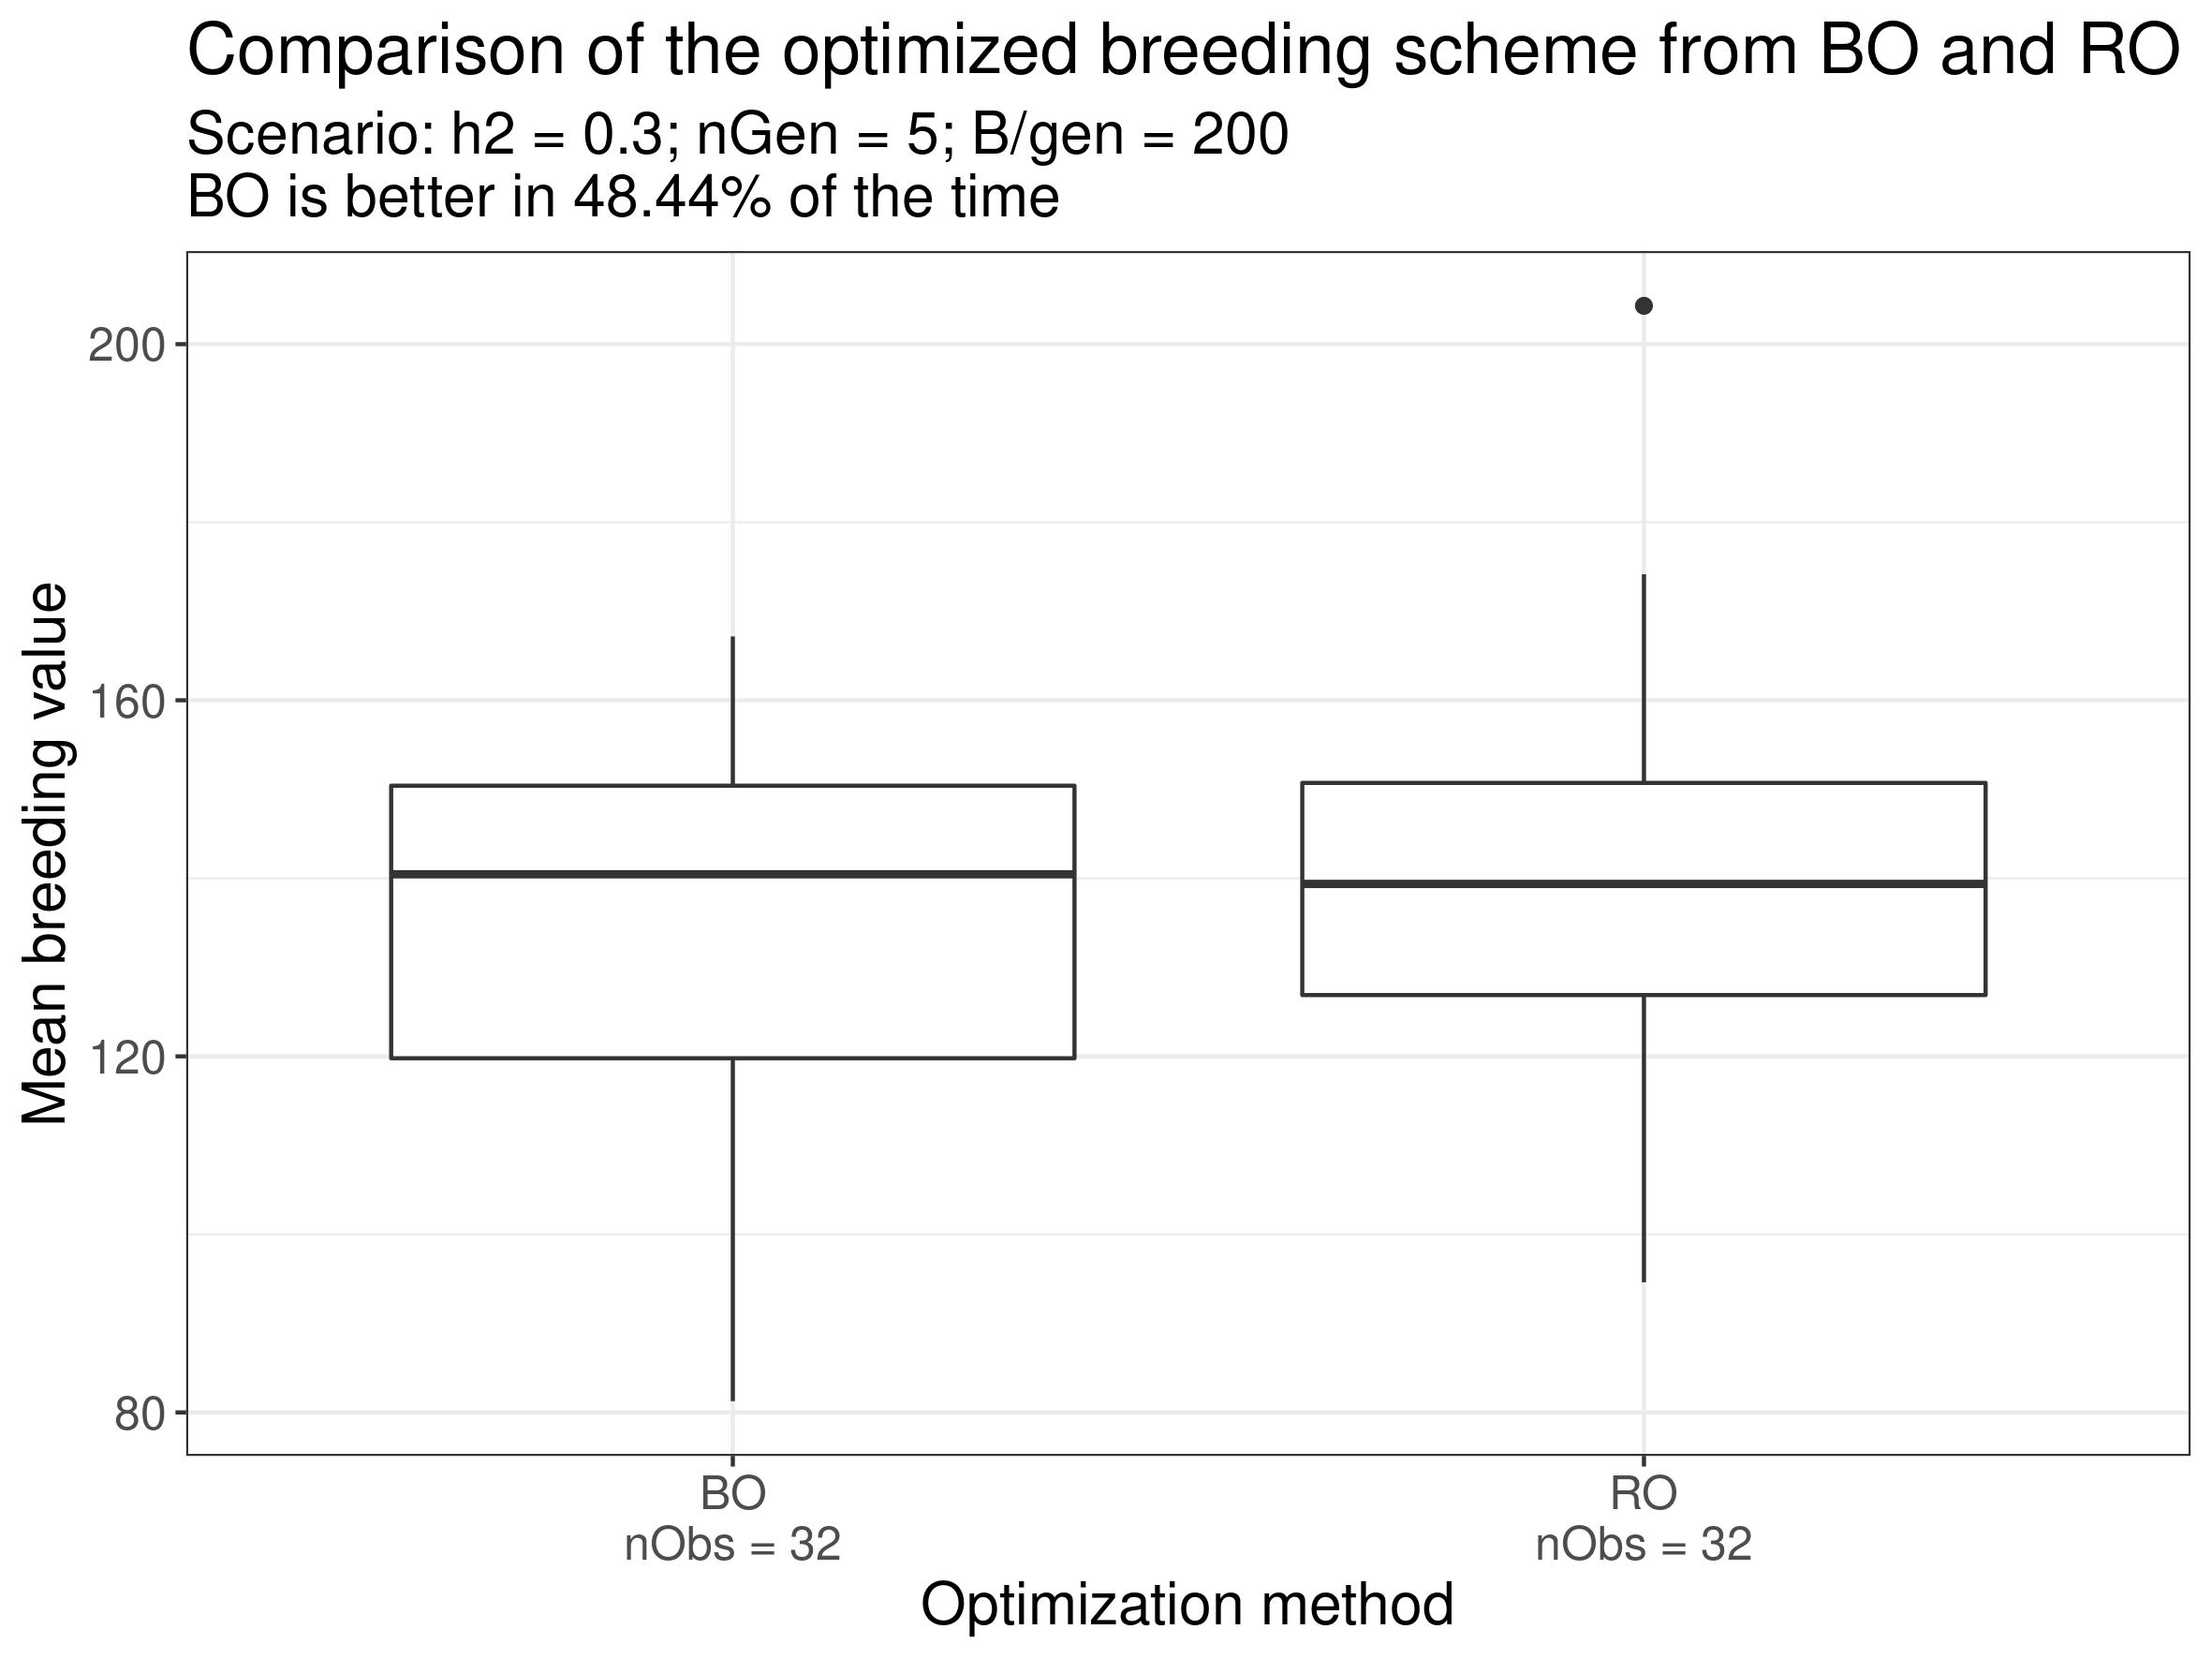 Comparison of the optimized breeding scheme from BO and RO
Scenario: h2 = 0.3; nGen = 5; B/gen = 200
BO is better in 48.44% of the time
Mean breeding value
200
160
120
80
BO
nObs = 32
RO
nObs = 32
Optimization method